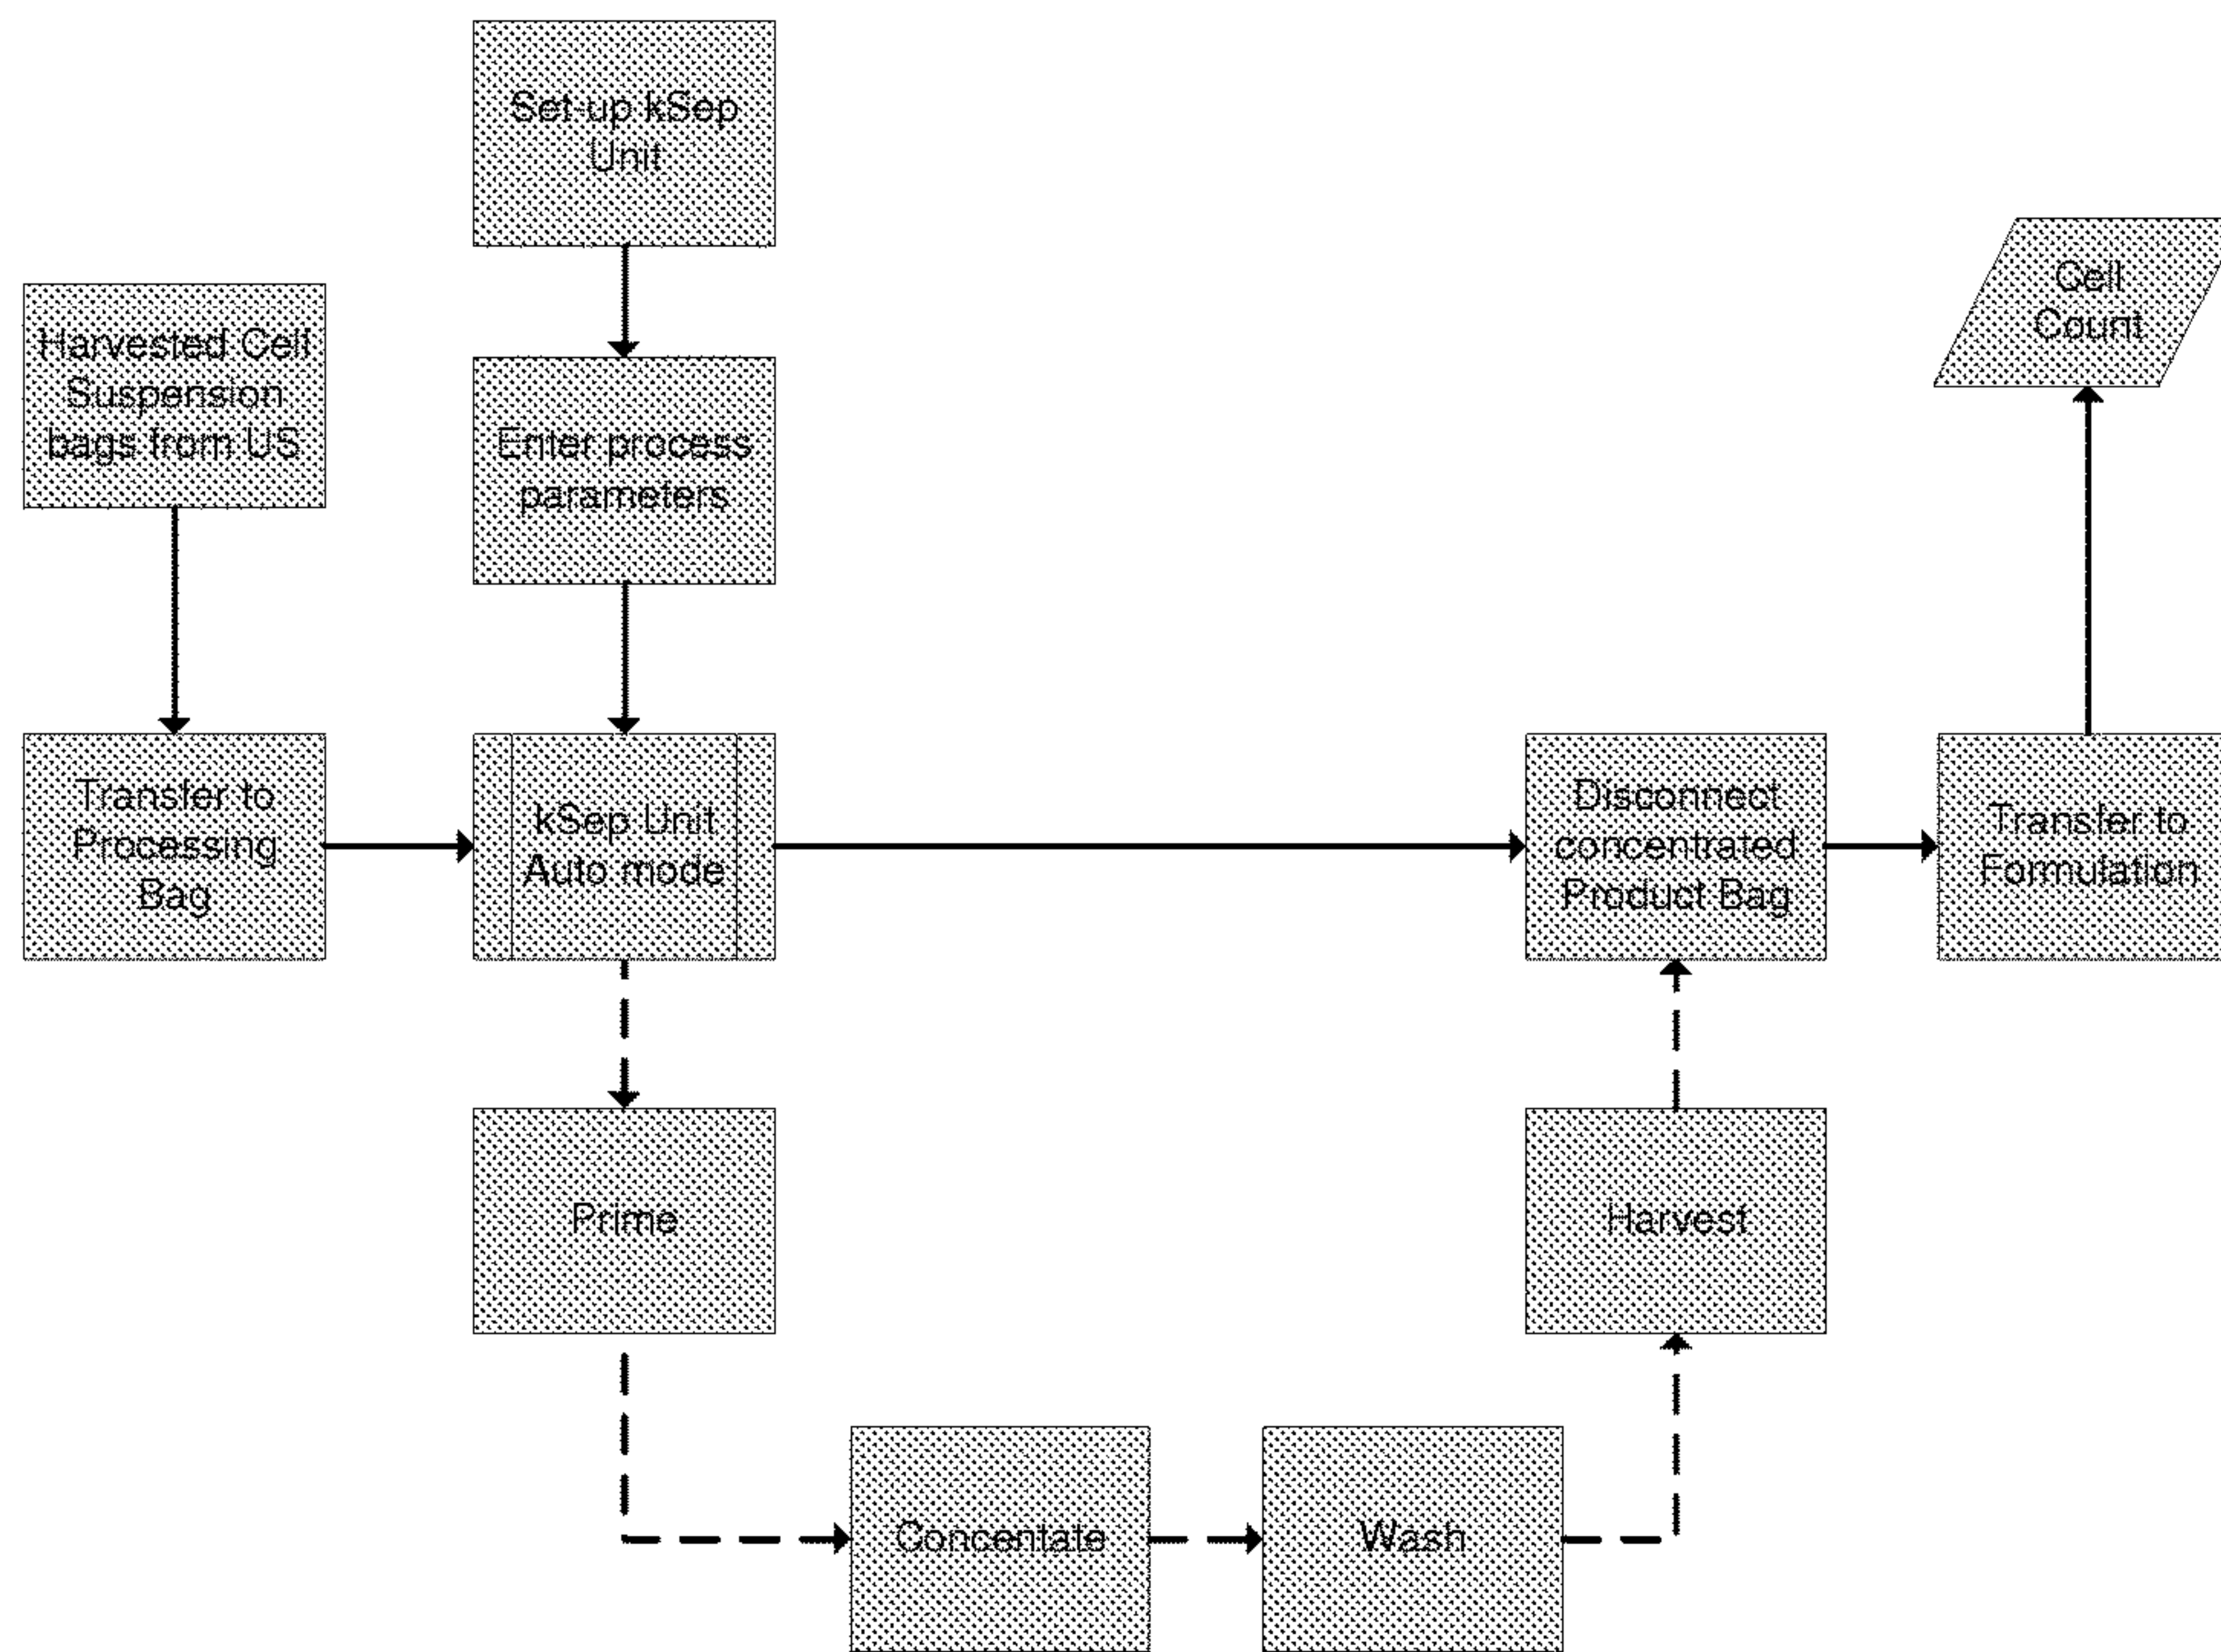 Set-up kSep
Unit
Harvested Cell
Suspension
bags from US
Enter process
parameters
Cell
Count
Transfer to
Processing
Bag
kSep Unit
Auto mode
Disconnect
concentrated
Product Bag
Transfer to
Formulation
Prime
Harvest
Concentate
Wash